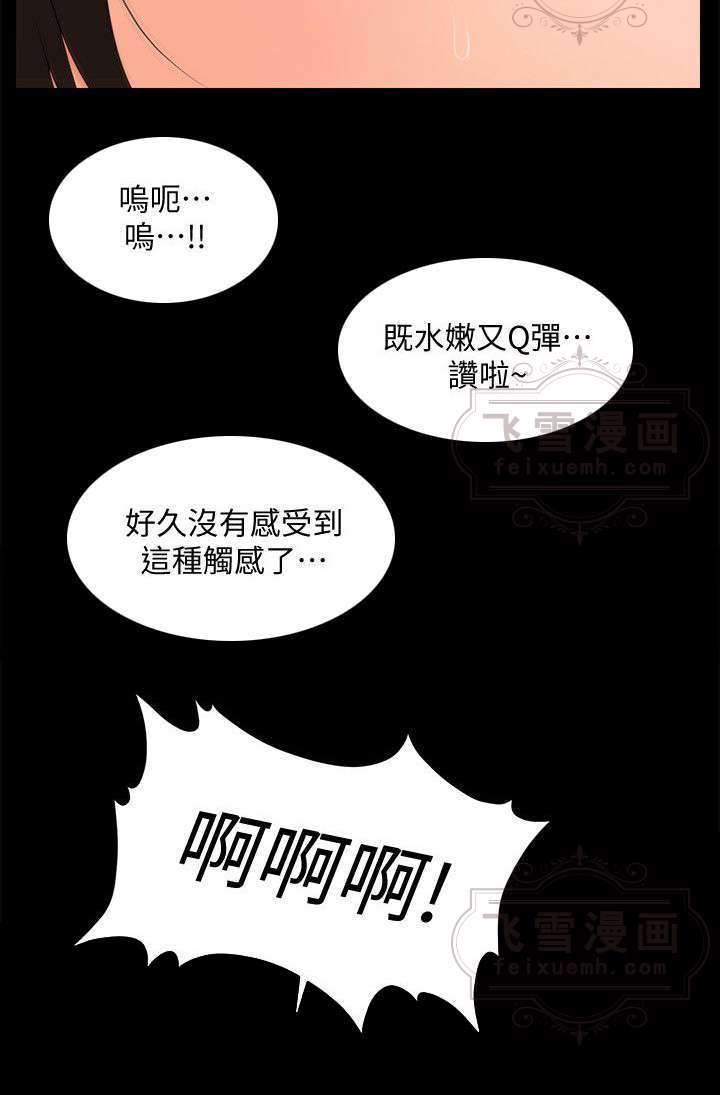 嗚呃…
嗚…!!
既水嫩又Q彈…
讚啦~
飞雪漫画
feixuemh.com
好久沒有感受到
這種觸感了…
啊啊啊!
飞雪漫画
feixuemh.com